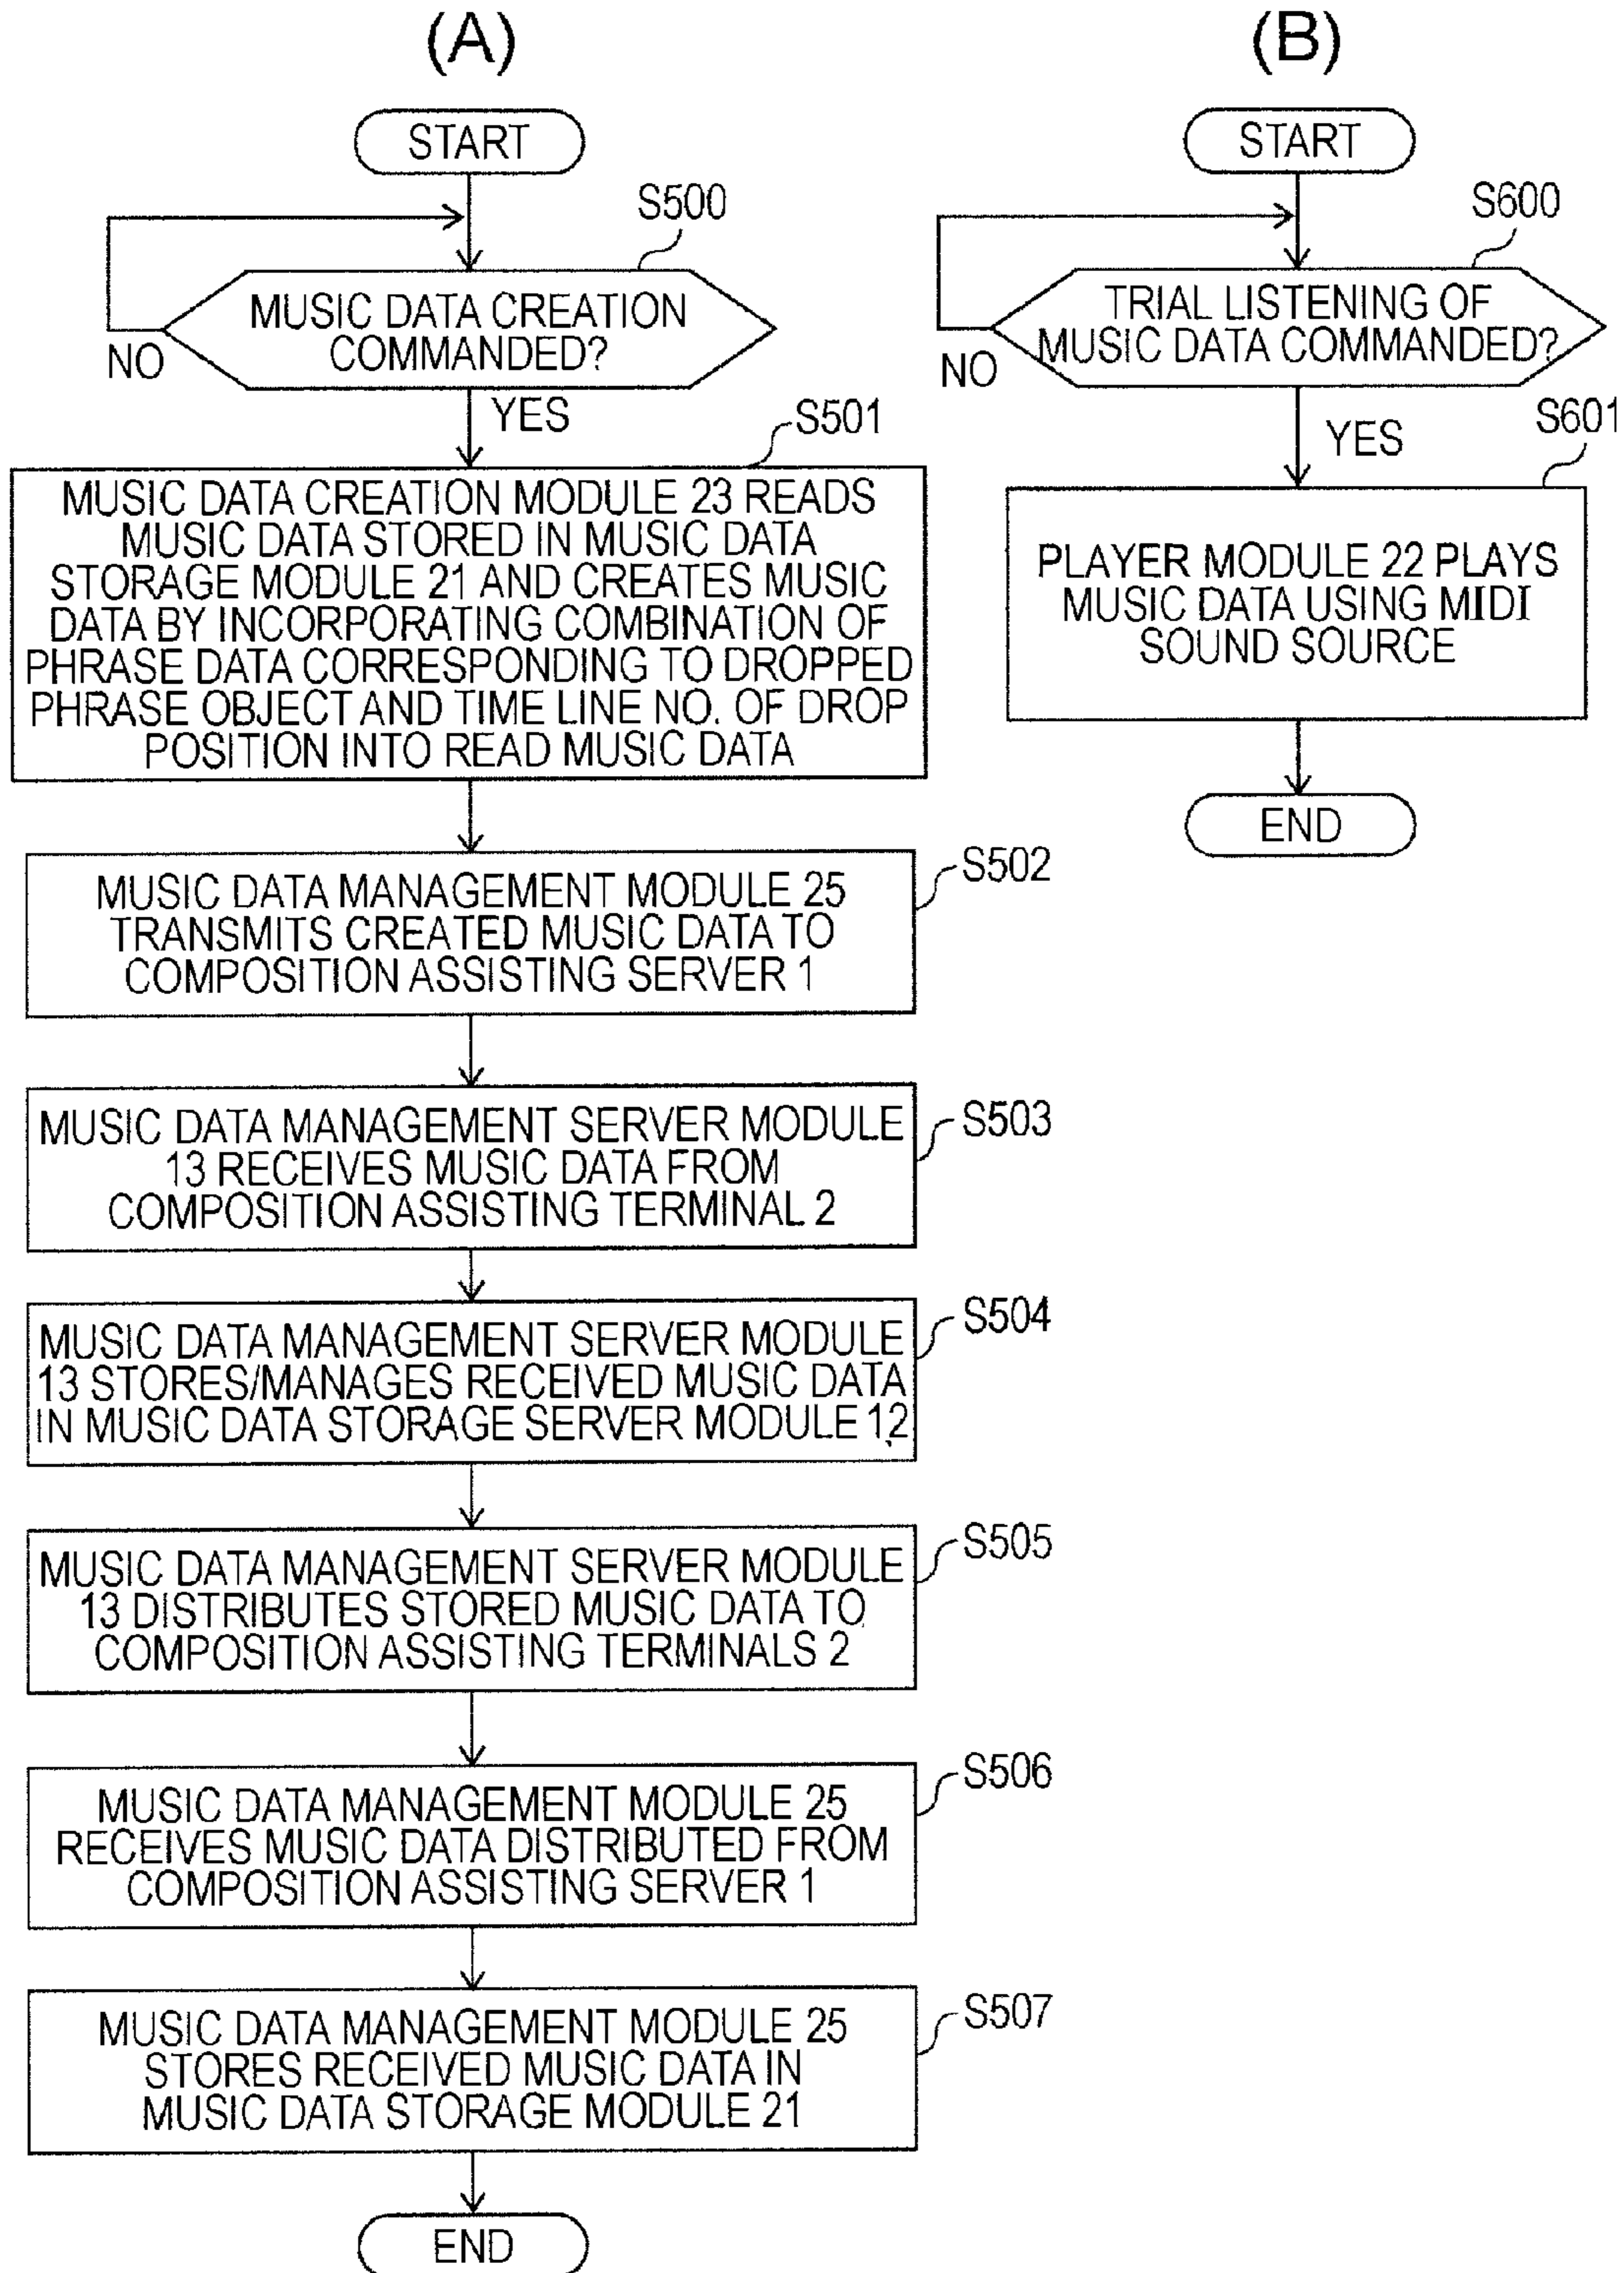 (A)
START
S500
MUSIC DATA CREATION
COMMANDED?
NO
YES
S501
MUSIC DATA CREATION MODULE 23 READS
MUSIC DATA STORED IN MUSIC DATA
STORAGE MODULE 21 AND CREATES MUSIC
DATA BY INCORPORATING COMBINATION OF
PHRASE DATA CORRESPONDING TO DROPPED
PHRASE OBJECT AND TIME LINE NO. OF DROP
POSITION INTO READ MUSIC DATA
S502
MUSIC DATA MANAGEMENT MODULE 25
TRANSMITS CREATED MUSIC DATA TO
COMPOSITION ASSISTING SERVER 1
S503
MUSIC DATA MANAGEMENT SERVER MODULE
13 RECEIVES MUSIC DATA FROM
COMPOSITION ASSISTING TERMINAL 2
S504
MUSIC DATA MANAGEMENT SERVER MODULE
13 STORES/MANAGES RECEIVED MUSIC DATA
IN MUSIC DATA STORAGE SERVER MODULE 12
S505
MUSIC DATA MANAGEMENT SERVER MODULE
13 DISTRIBUTES STORED MUSIC DATA TO
COMPOSITION ASSISTING TERMINALS 2
S506
MUSIC DATA MANAGEMENT MODULE 25
RECEIVES MUSIC DATA DISTRIBUTED FROM
COMPOSITION ASSISTING SERVER 1
S507
MUSIC DATA MANAGEMENT MODULE 25
STORES RECEIVED MUSIC DATA IN
MUSIC DATA STORAGE MODULE 21
END
(B)
START
S600
TRIAL LISTENING OF
MUSIC DATA COMMANDED?
NO
YES
S601
PLAYER MODULE 22 PLAYS
MUSIC DATA USING MIDI
SOUND SOURCE
END